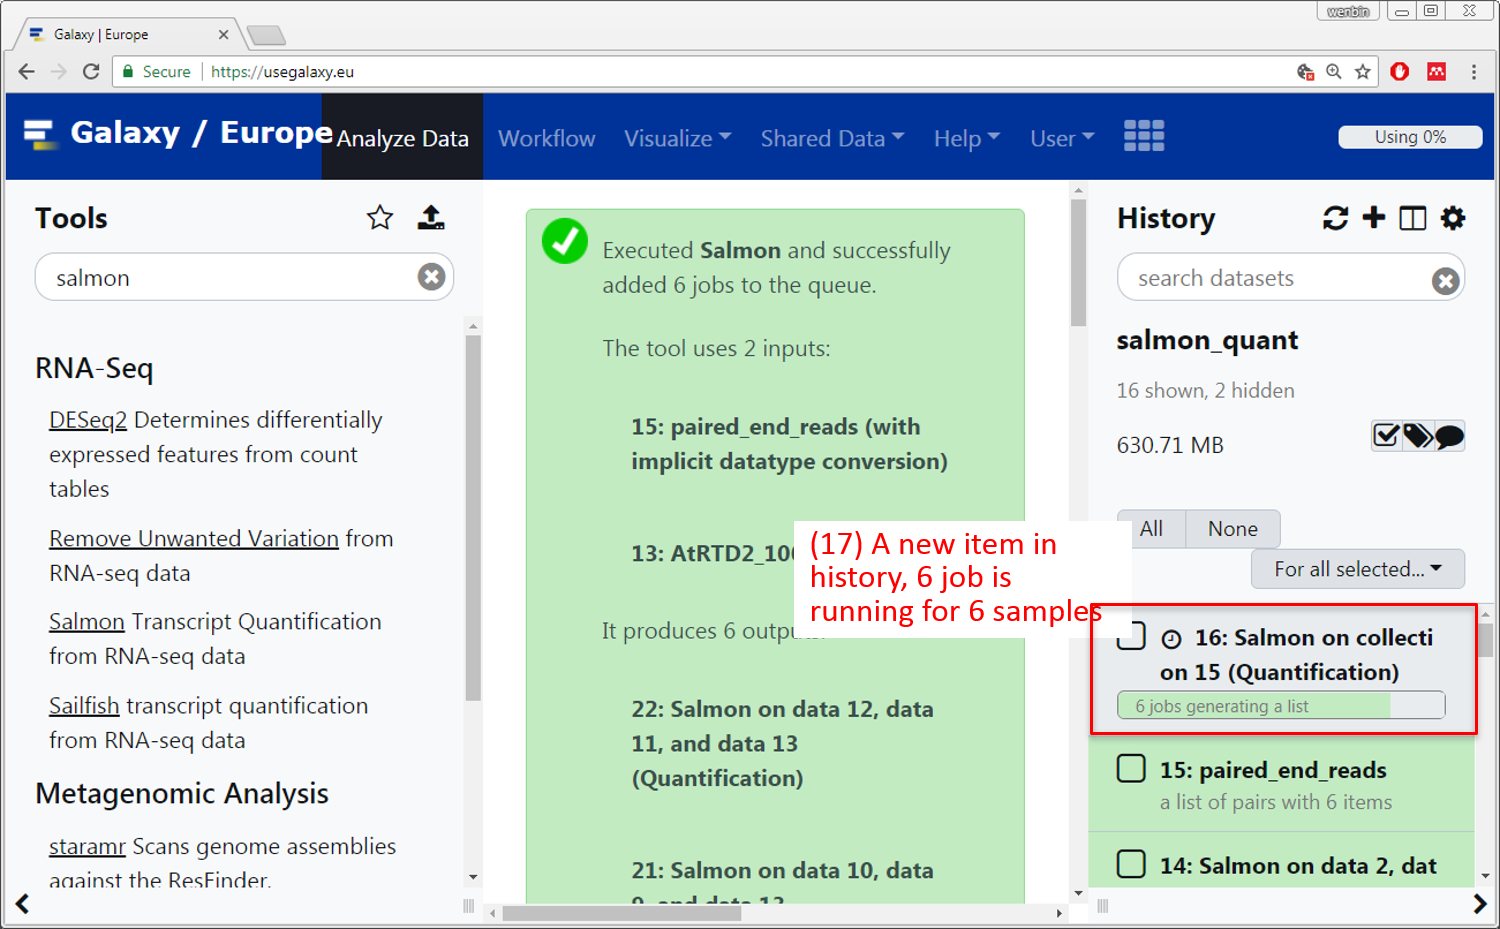 wenbin
Galaxy | Europe
Secure
https://usegalaxy.eu
Galaxy / Europe
Analyze Data
Workflow
Visualize
Shared Data
Help
User
Using 0%
Tools
salmon
RNA-Seq
DESeq2 Determines differentially
expressed features from count
tables
Remove Unwanted Variation from
RNA-seq data
Salmon Transcript Quantification
from RNA-seq data
Sailfish transcript quantification
from RNA-seq data
Metagenomic Analysis
staramr Scans genome assemblies
against the ResFinder,
Executed Salmon and successfully
added 6 jobs to the queue.
The tool uses 2 inputs:
15: paired_end_reads (with
implicit datatype conversion)
13:
It produces 6
22: Salmon on data 12, data
11, and data 13
(Quantification)
21: Salmon on data 10, data
9, and data 13
(17) A new item in
history, 6 job is
running for 6 samples
History
search datasets
salmon_quant
16 shown, 2 hidden
630.71 MB
All
None
For all selected...
16: Salmon on collecti
on 15 (Quantification)
6 jobs generating a list
15: paired_end_reads
a list of pairs with 6 items
14: Salmon on data 2, dat